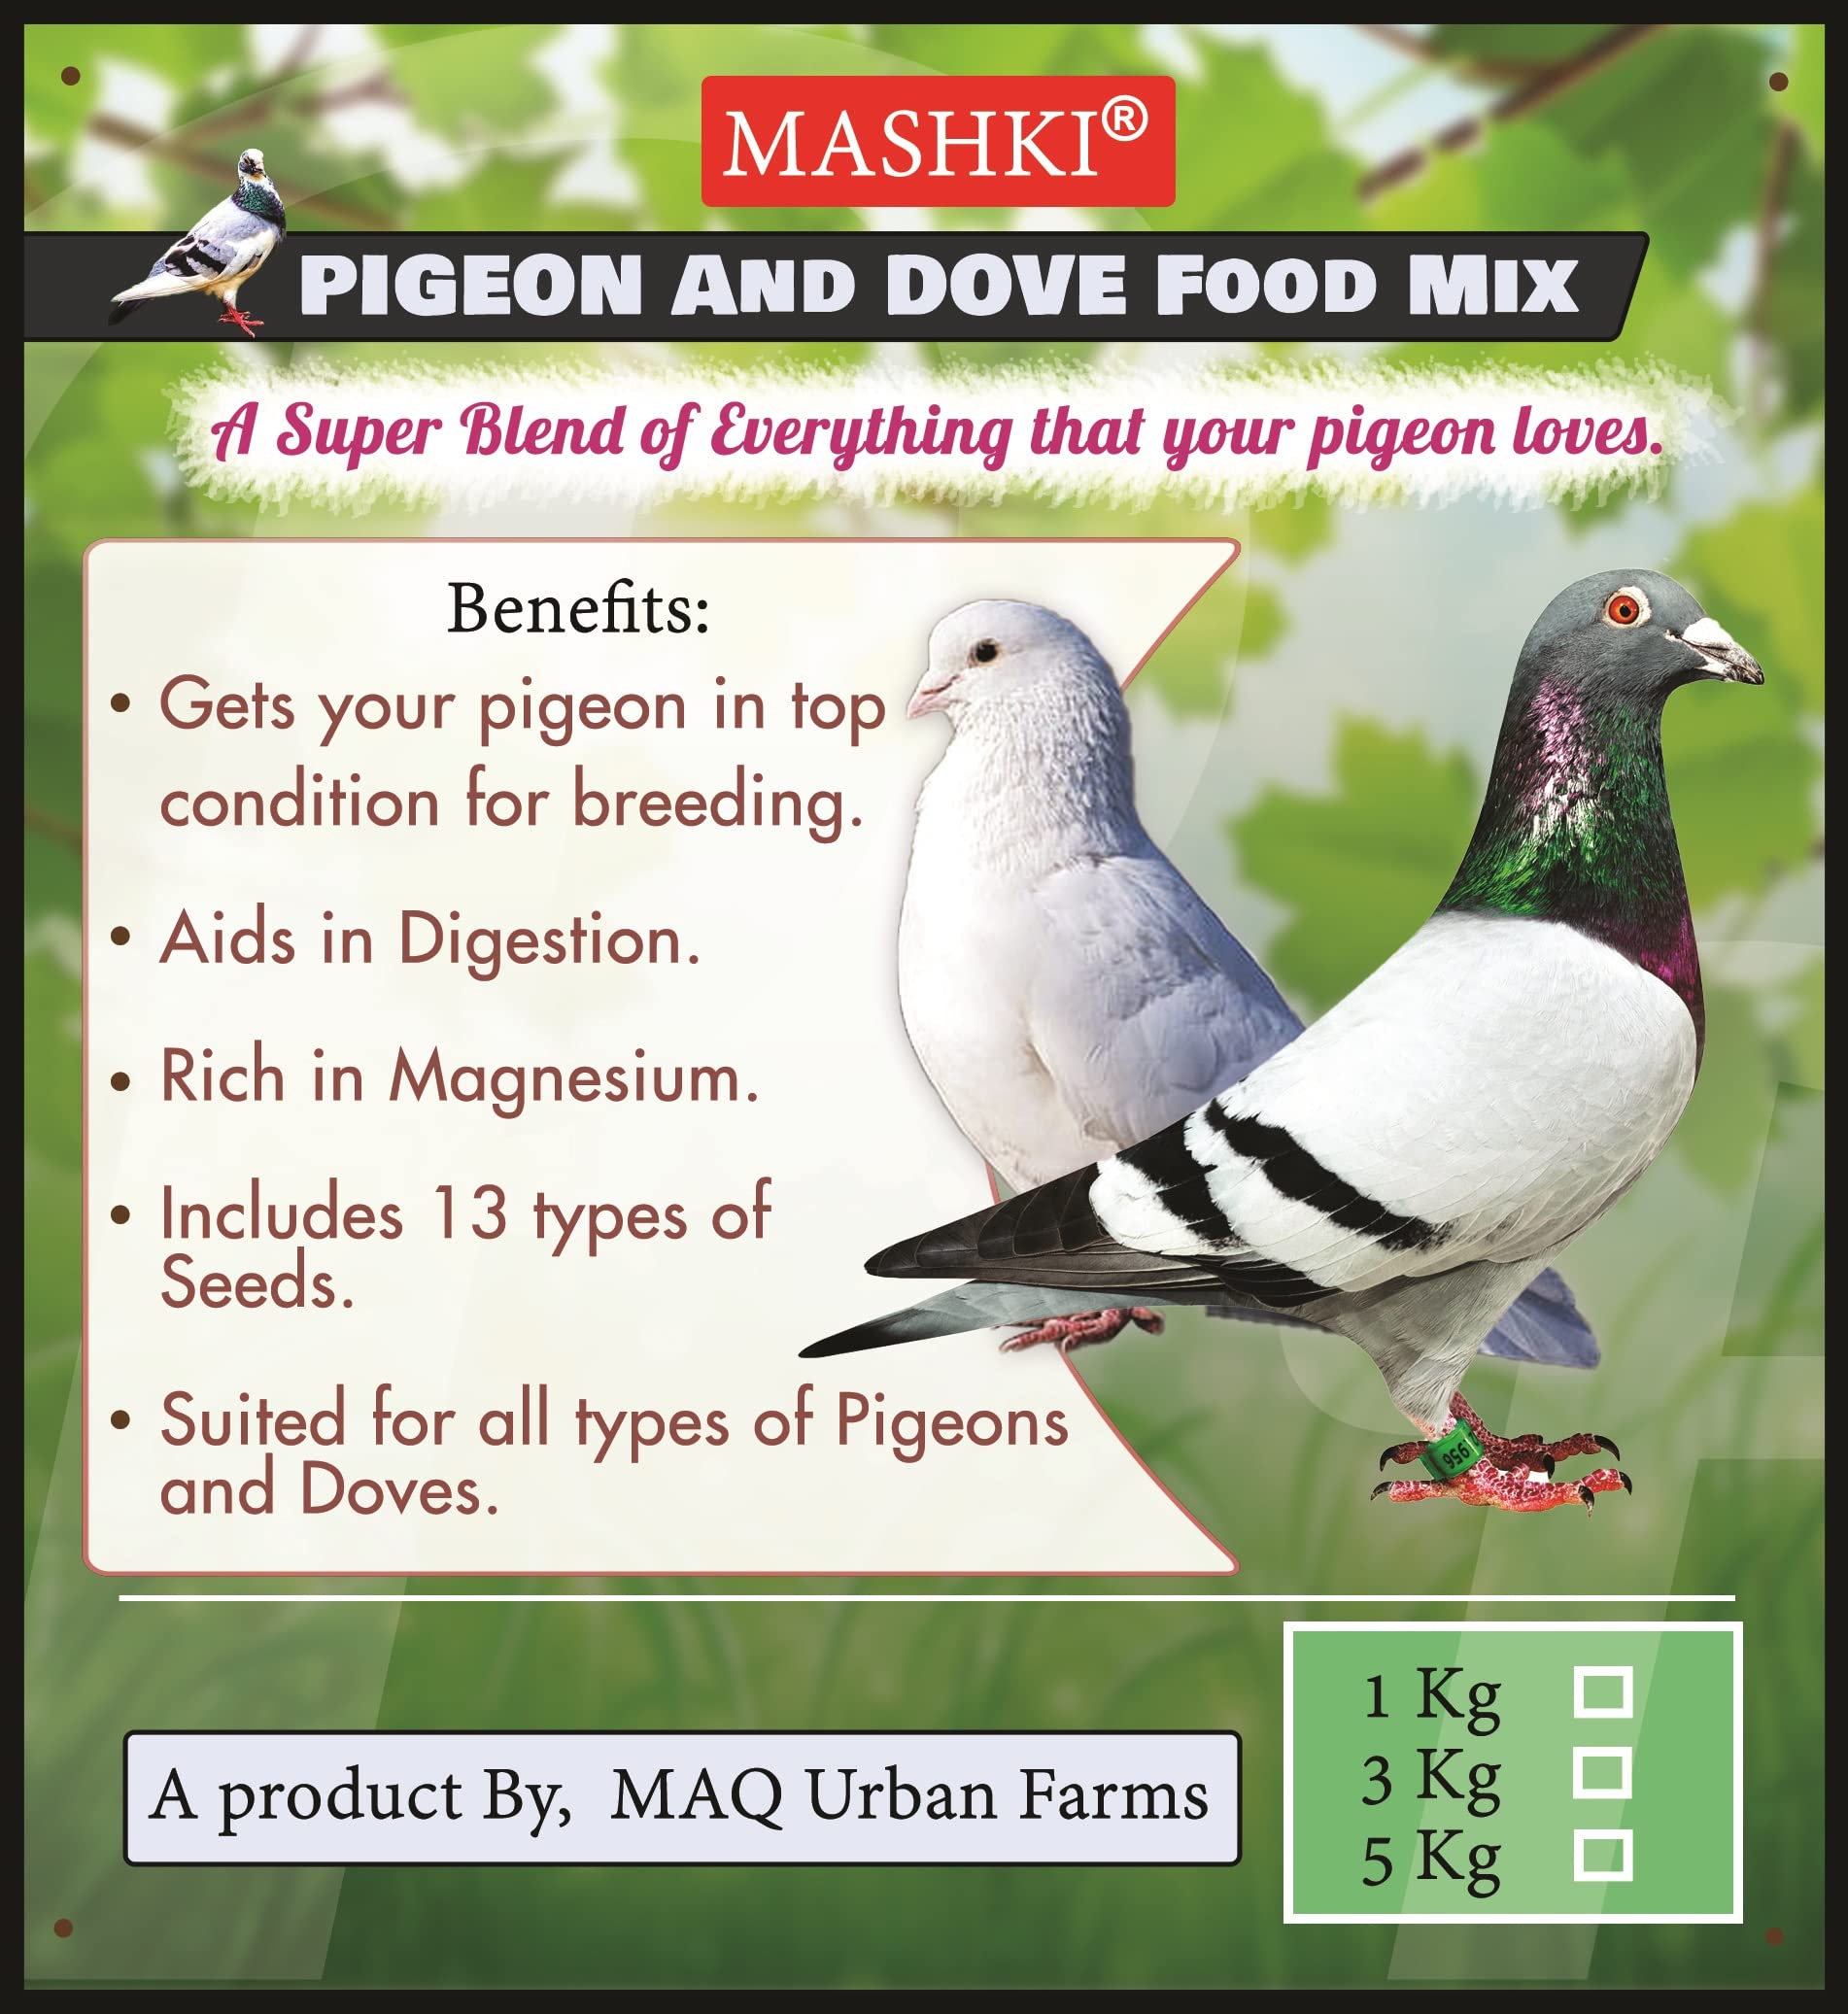 MASHKI®
PIGEON AND DOVE FOOD MIX
A Super Blend of Everything that your pigeon loves.
Benefits:
• Gets your pigeon in top
condition for breeding.
• Aids in Digestion.
• Rich in Magnesium.
• Includes 13 types of
Seeds.
• Suited for all types of Pigeons
and Doves.
956
1 Kg
3 Kg
5 Kg
A product By, MAQ Urban Farms